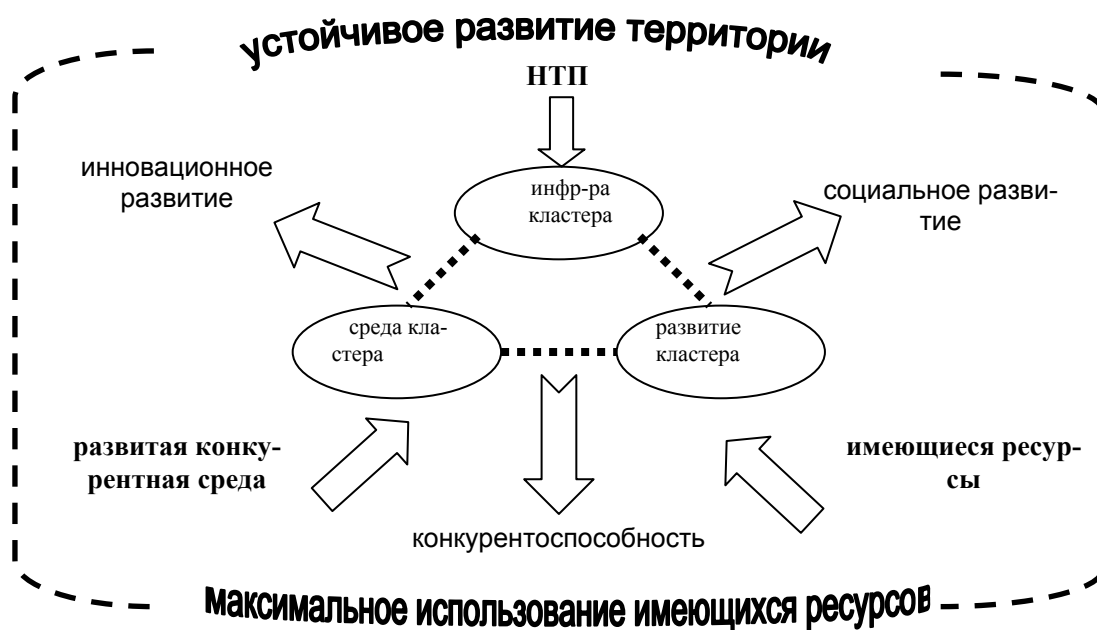 устойчивое развитие территории
НТП
инновационное
развитие
инфр-ра
кластера
социальное разви-
тие
среда кла-
стера
развитие
кластера
развитая конку-
рентная среда
имеющиеся ресур-
сы
конкурентоспособность
максимальное использование имеющихся ресурсов